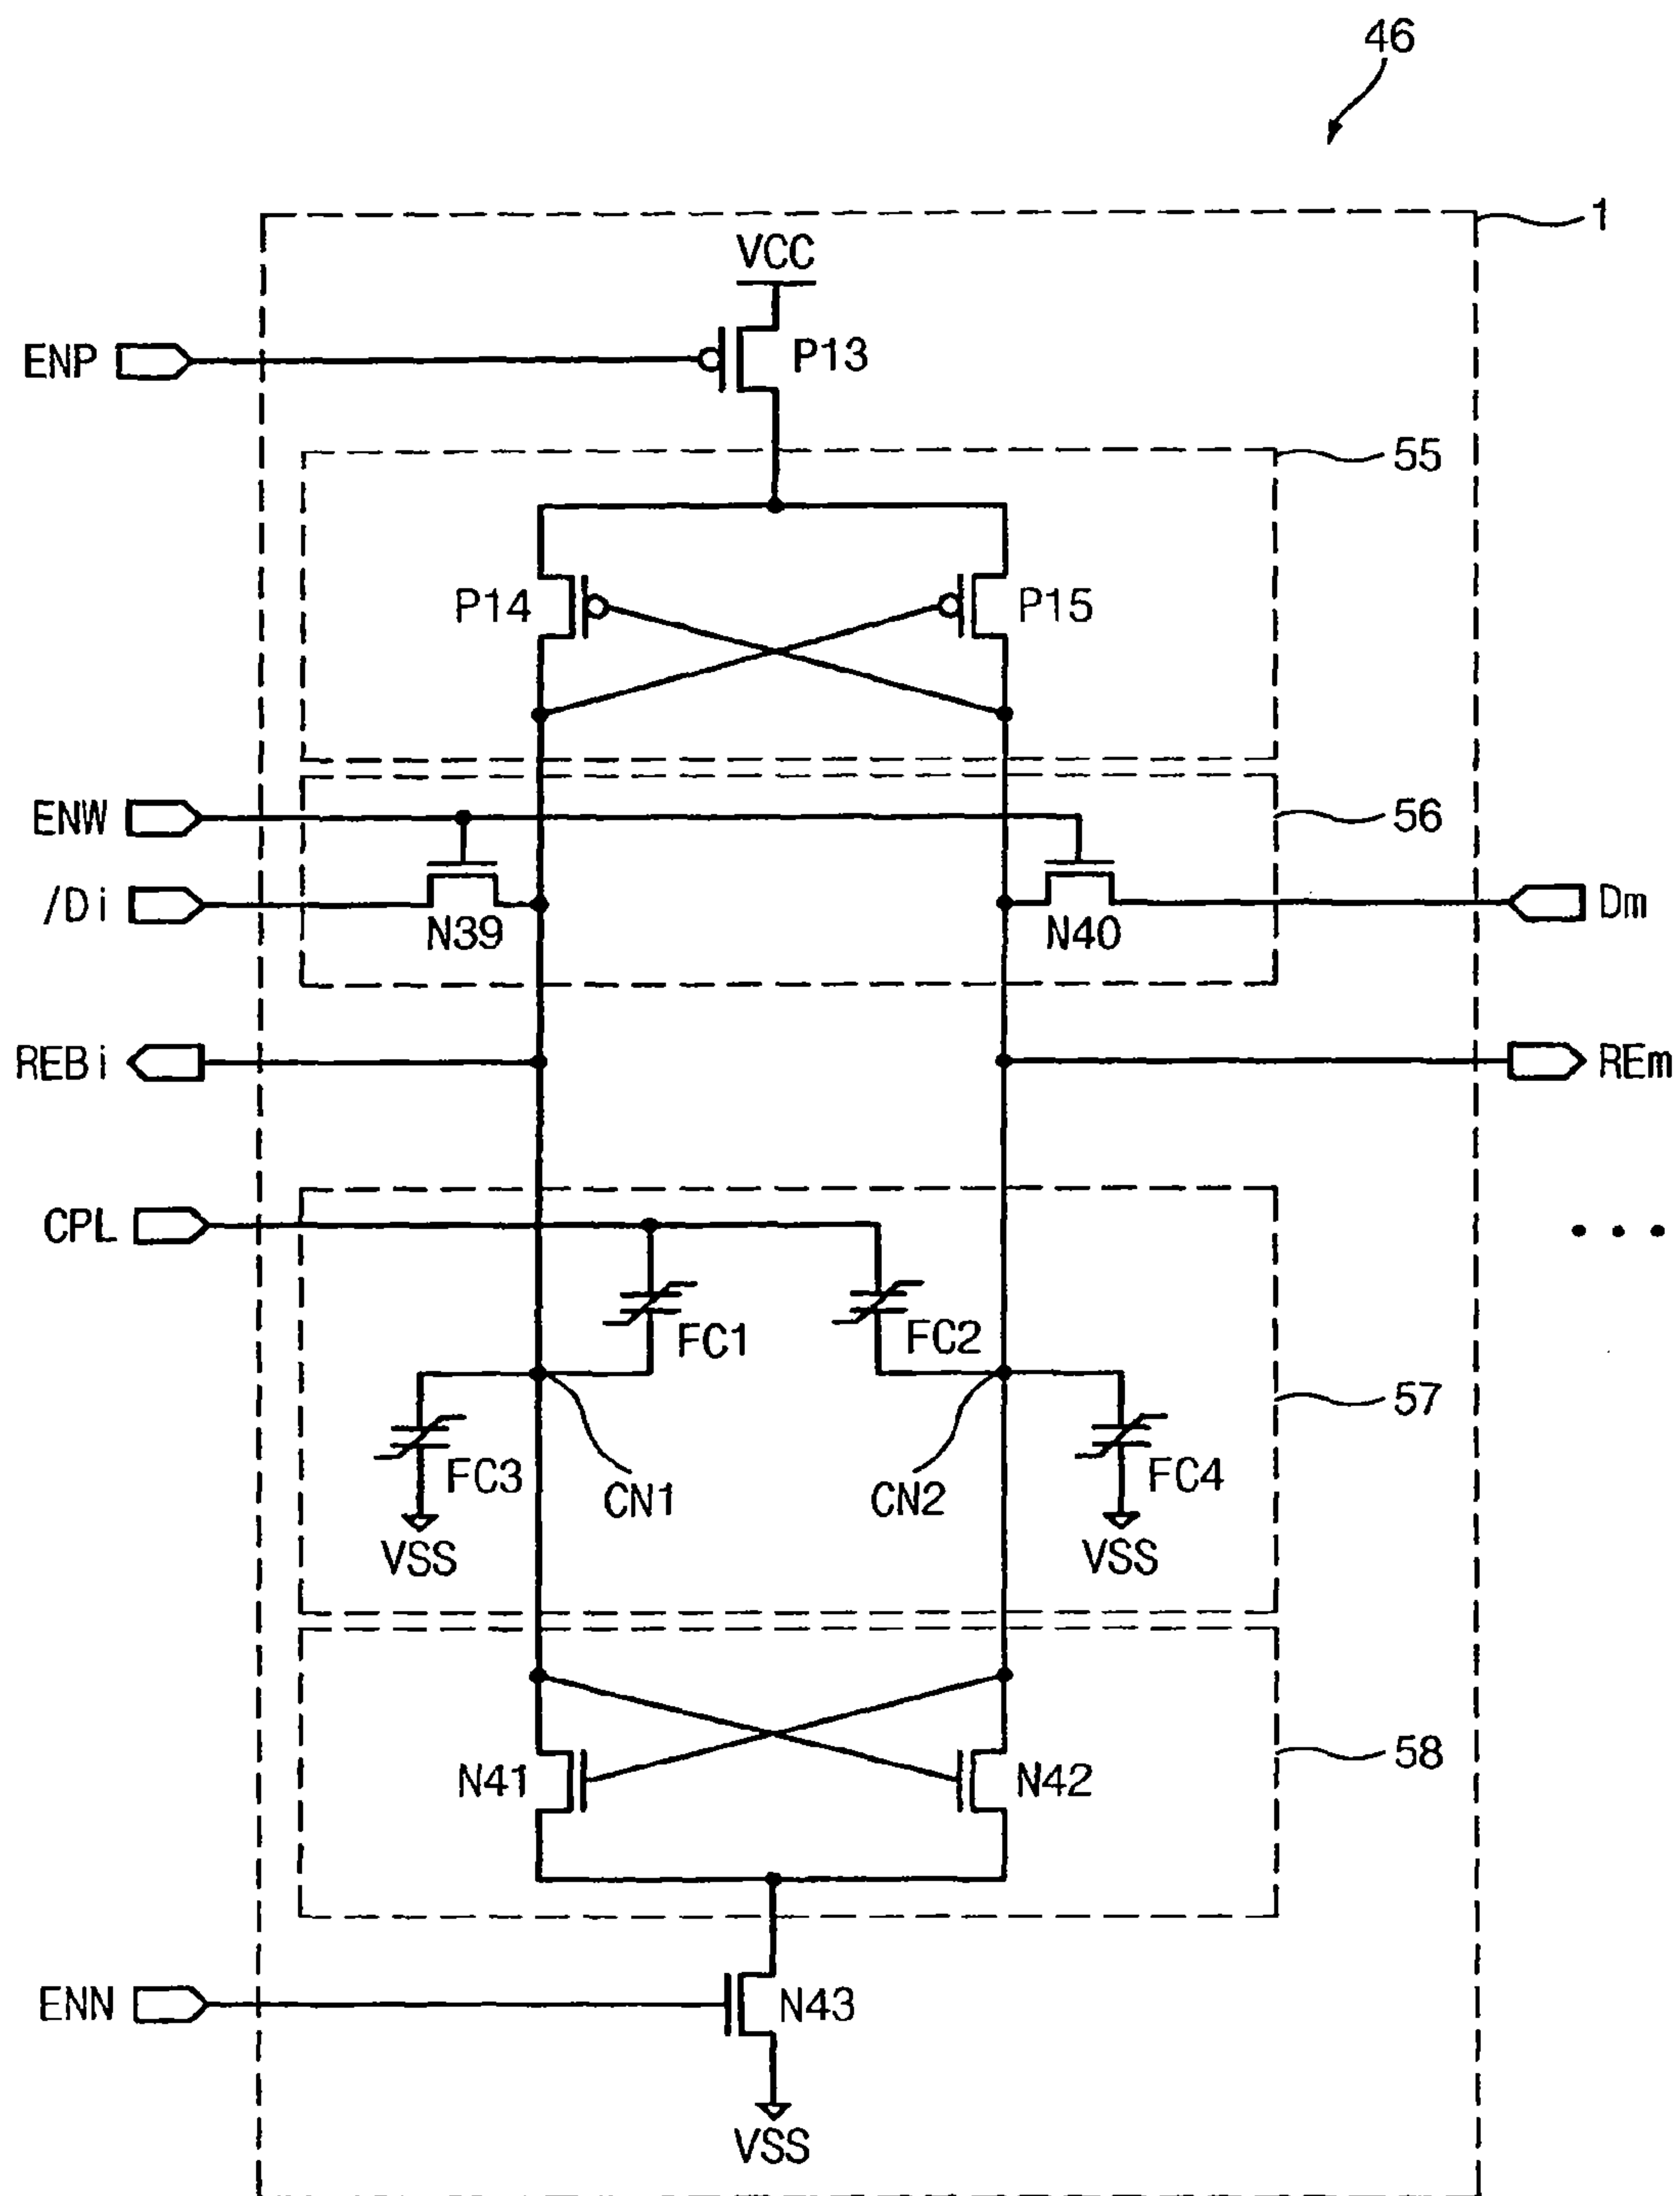 46
1
VCC
ENP
P13
55
P14
P15
ENW
56
/Di
N39
N40
Dm
REBi
REm
CPL
...
FC1
FC2
57
FC3
CN1
CN2
FC4
VSS
VSS
N41
N42
58
ENN
N43
VSS